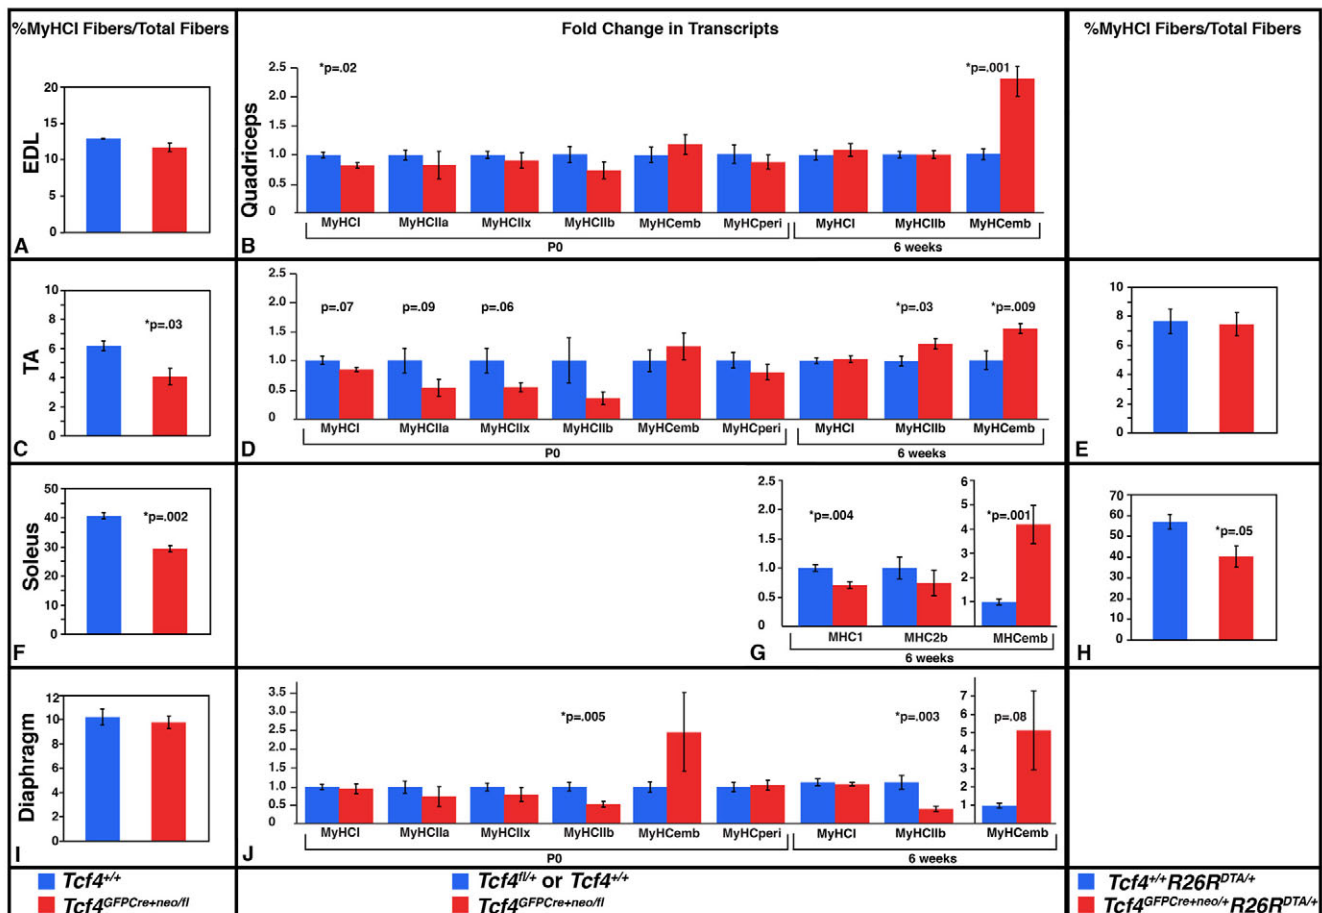 %MyHCI Fibers/Total Fibers
Fold Change in Transcripts
%MyHCI Fibers/Total Fibers
EDL
20
15
10
5
0
A
Quadriceps
2.5
2.0
1.5
1.0
0.5
0
*p=.02
*p=.001
MyHCI MyHCIIa MyHCIIx MyHCIIb MyHCemb MyHCperi MyHCI MyHCIIb MyHCemb
P0
6 weeks
B
TA
10
8
6
4
2
0
*p=.03
C
2.5
2.0
1.5
1.0
0.5
0
p=.07
p=.09
p=.06
*p=.03
*p=.009
MyHCI MyHCIIa MyHCIIx MyHCIIb MyHCemb MyHCperi MyHCI MyHCIIb MyHCemb
P0
6 weeks
D
10
8
6
4
2
0
E
Soleus
50
40
30
20
10
0
*p=.002
F
2.5
1.5
1.0
0.5
0
*p=.004
6
5
4
3
2
1
*p=.001
MHC1 MHC2b MHCemb
6 weeks
G
70
60
50
40
30
20
10
0
*p=.05
H
Diaphragm
12
10
8
6
4
2
0
I
3.5
3.0
2.5
2.0
1.5
1.0
0.5
0
*p=.005
*p=.003
7
6
5
4
3
2
1
p=.08
MyHCI MyHCIIa MyHCIIx MyHCIIb MyHCemb MyHCperi MyHCI MyHCIIb MyHCemb
P0
6 weeks
J
Tcf4+/+
Tcf4GFPCre+neo/fl
Tcf4fl/+ or Tcf4+/+
Tcf4GFPCre+neo/fl
Tcf4+/+R26RDTA/+
Tcf4GFPCre+neo/+R26RDTA/+